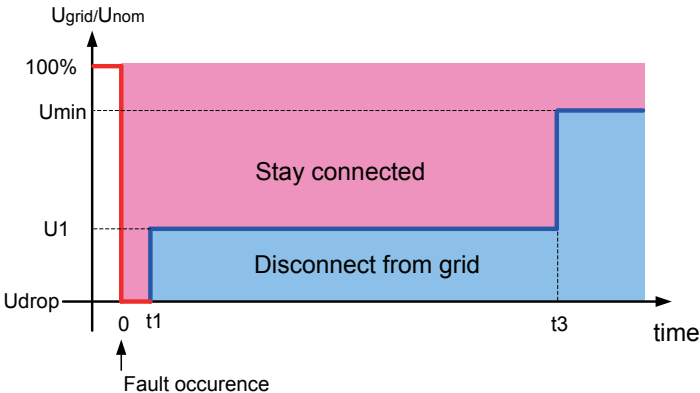 Ugrid/Unom
100%
Umin
Stay connected
U1
Disconnect from grid
Udrop
0 t1 t3
time
Fault occurence